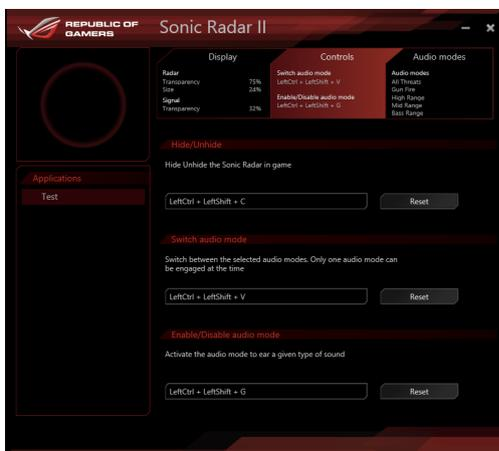 REPUBLIC OF
GAMERS
Sonic Radar II
Display
Radar
Transparency 75%
Size 24%
Signal
Transparency 32%
Controls
Switch audio mode
LeftCtrl + LeftShift + V
Enable/Disable audio mode
LeftCtrl + LeftShift + G
Audio modes
Audio modes
All Threats
Gun Fire
High Range
Mid Range
Bass Range
Applications
Test
Hide/Unhide
Hide Unhide the Sonic Radar in game
LeftCtrl + LeftShift + C
Reset
Switch audio mode
Switch between the selected audio modes. Only one audio mode can
be engaged at the time
LeftCtrl + LeftShift + V
Reset
Enable/Disable audio mode
Activate the audio mode to ear a given type of sound
LeftCtrl + LeftShift + G
Reset